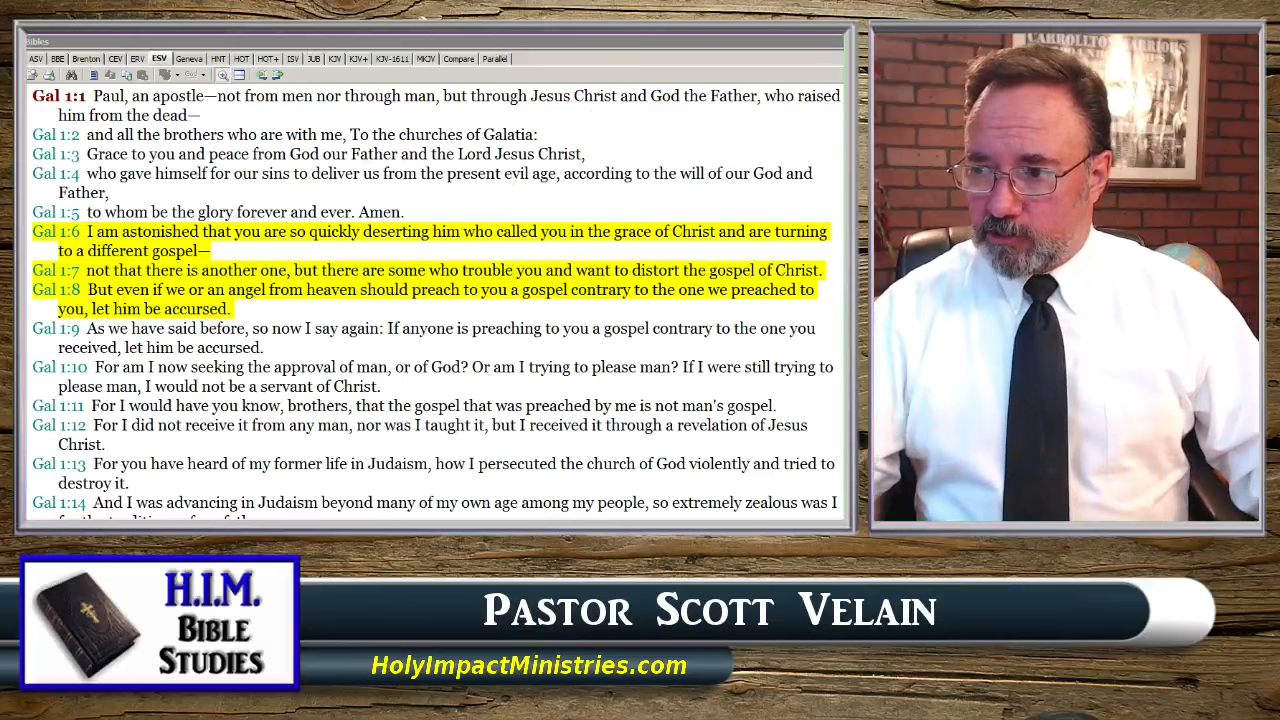 Bibles
ASV BBE Brenton CEV ERV ESV Geneva HNT HOT HOT+ ISV JUB KJV KJV+ KJV-1611 MKJV Compare Parallel
Gal 1:1 Paul, an apostle—not from men nor through man, but through Jesus Christ and God the Father, who raised
him from the dead—
Gal 1:2 and all the brothers who are with me, To the churches of Galatia:
Gal 1:3 Grace to you and peace from God our Father and the Lord Jesus Christ,
Gal 1:4 who gave himself for our sins to deliver us from the present evil age, according to the will of our God and
Father,
Gal 1:5 to whom be the glory forever and ever. Amen.
Gal 1:6 I am astonished that you are so quickly deserting him who called you in the grace of Christ and are turning
to a different gospel—
Gal 1:7 not that there is another one, but there are some who trouble you and want to distort the gospel of Christ.
Gal 1:8 But even if we or an angel from heaven should preach to you a gospel contrary to the one we preached to
you, let him be accursed.
Gal 1:9 As we have said before, so now I say again: If anyone is preaching to you a gospel contrary to the one you
received, let him be accursed.
Gal 1:10 For am I now seeking the approval of man, or of God? Or am I trying to please man? If I were still trying to
please man, I would not be a servant of Christ.
Gal 1:11 For I would have you know, brothers, that the gospel that was preached by me is not man's gospel.
Gal 1:12 For I did not receive it from any man, nor was I taught it, but I received it through a revelation of Jesus
Christ.
Gal 1:13 For you have heard of my former life in Judaism, how I persecuted the church of God violently and tried to
destroy it.
Gal 1:14 And I was advancing in Judaism beyond many of my own age among my people, so extremely zealous was I
CARROLLTON WARRIORS
H.I.M.
BIBLE
STUDIES
PASTOR SCOTT VELAIN
HolyImpactMinistries.com